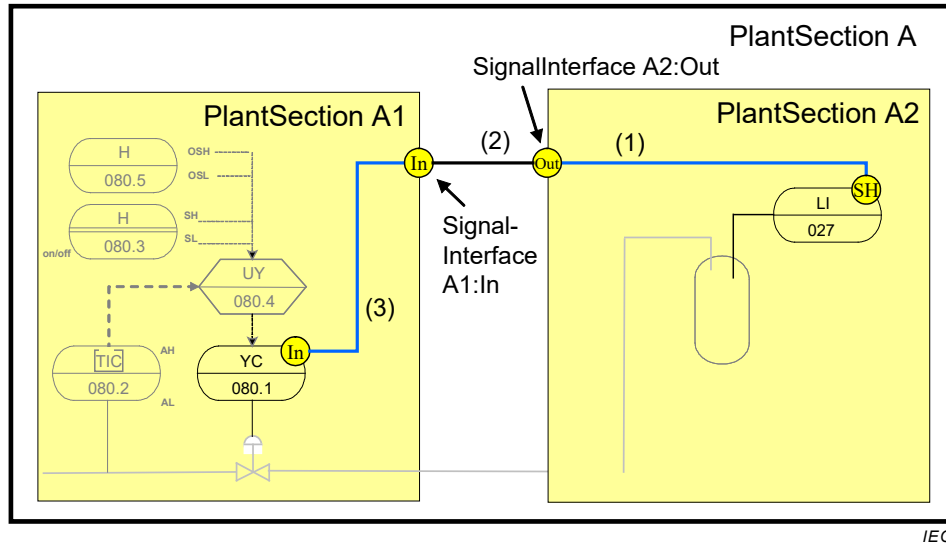 PlantSection A
SignalInterface A2:Out
PlantSection A1
PlantSection A2
(2)
(1)
H
080.5
OSH
OSL
In
Out
SH
LI
027
H
080.3
SH
SL
on/off
Signal-
Interface
A1:In
UY
080.4
(3)
TIC
080.2
AH
AL
YC
080.1
In
IEC